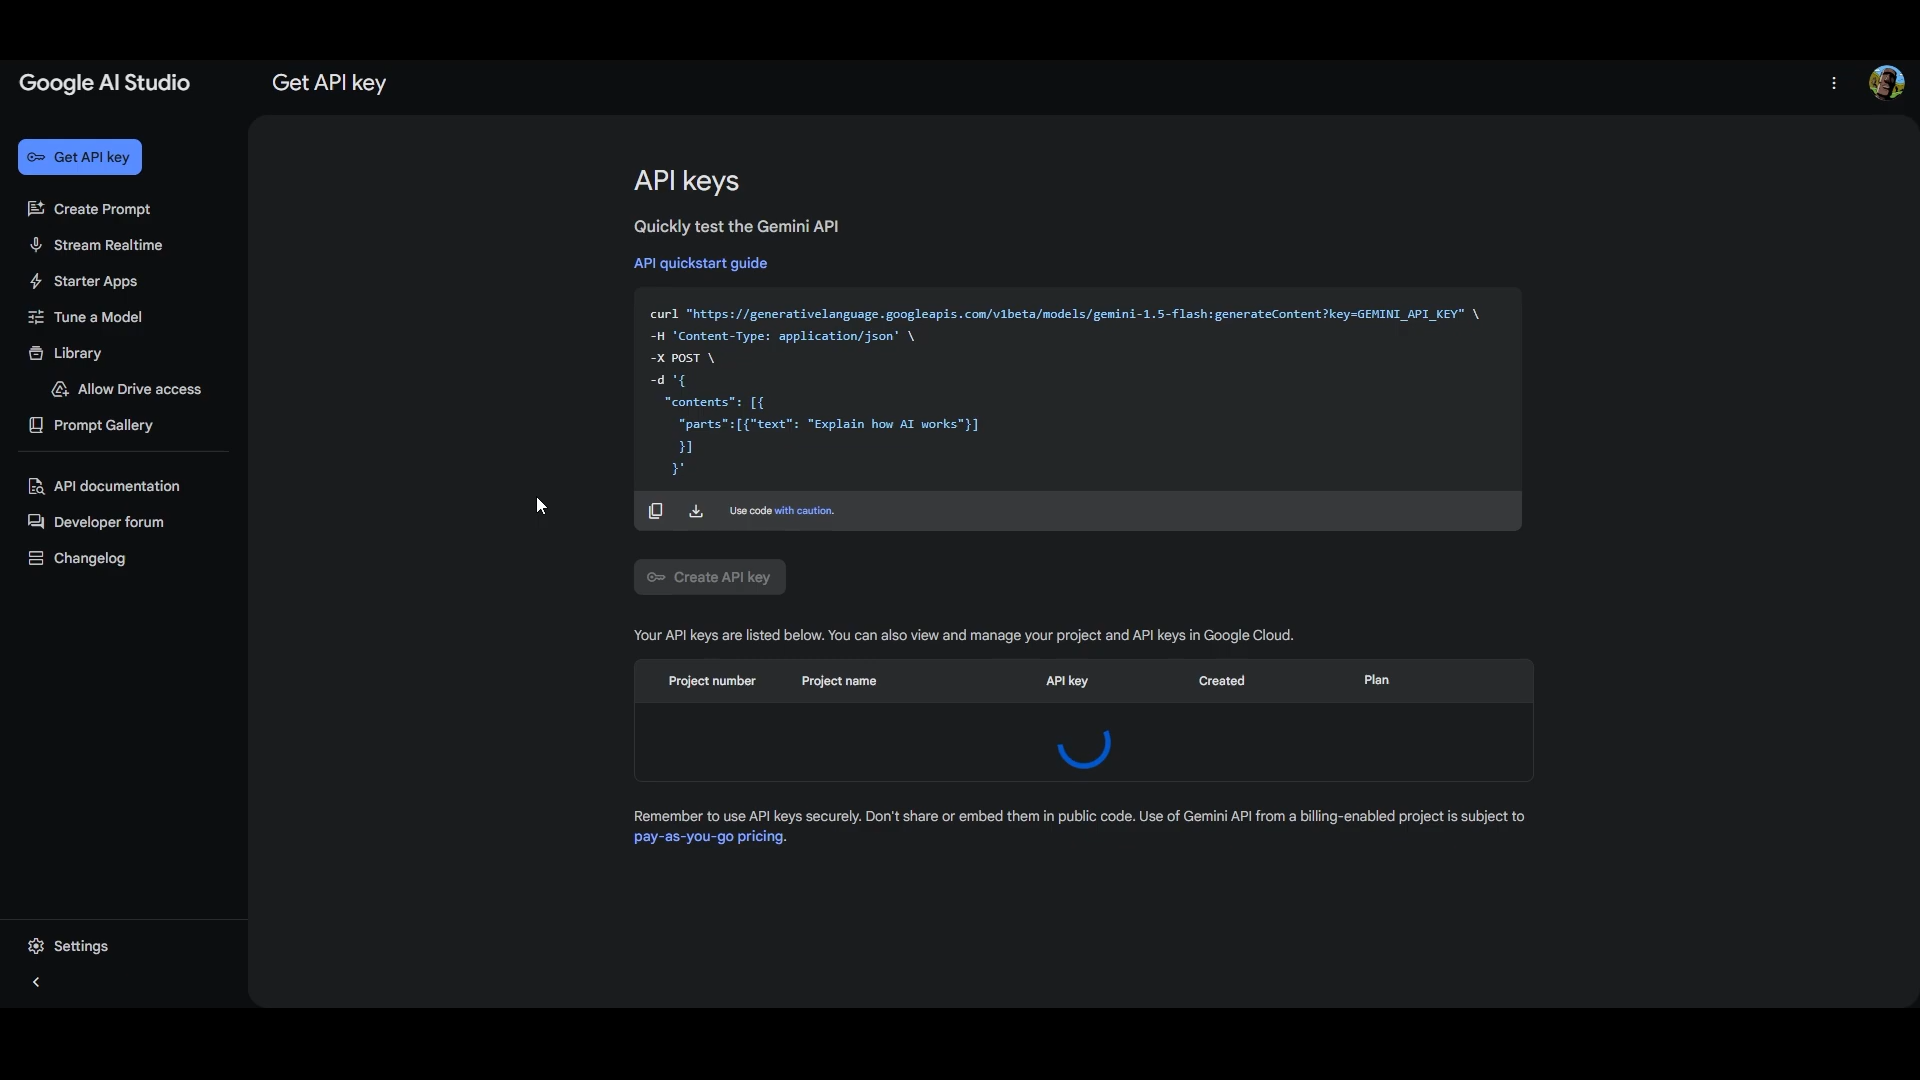 Google AI Studio
Get API key
Get API key
Create Prompt
Stream Realtime
Starter Apps
Tune a Model
Library
Allow Drive access
Prompt Gallery
API documentation
Developer forum
Changelog
Settings
API keys
Quickly test the Gemini API
API quickstart guide
curl "https://generativelanguage.googleapis.com/v1beta/models/gemini-1.5-flash:generateContent?key=GEMINI_API_KEY" \
-H 'Content-Type: application/json' \
-X POST \
-d '{
"contents": [{
"parts":[{"text": "Explain how AI works"}]
}]
}'
Use code with caution.
Create API key
Your API keys are listed below. You can also view and manage your project and API keys in Google Cloud.
Project number Project name API key Created Plan
Remember to use API keys securely. Don't share or embed them in public code. Use of Gemini API from a billing-enabled project is subject to
pay-as-you-go pricing.